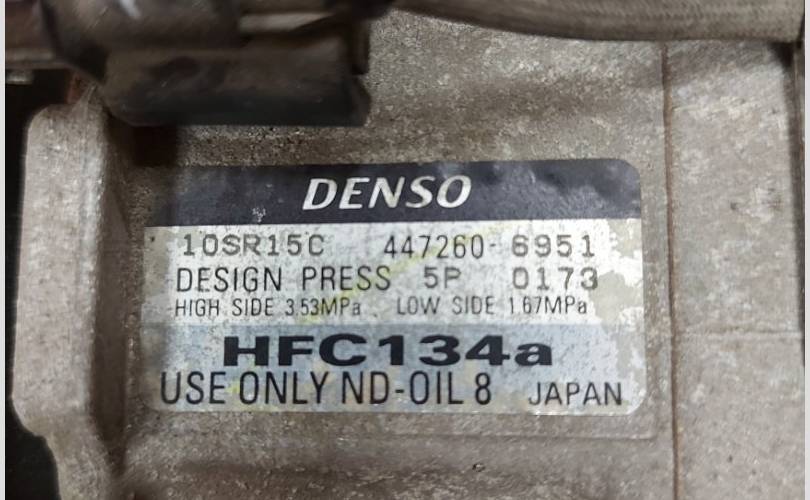 DENSO
10SR15C 447260-6951
DESIGN PRESS 5P 0173
HIGH SIDE 3.53MPa LOW SIDE 1.67MPa
HFC134a
USE ONLY ND-OIL 8 JAPAN